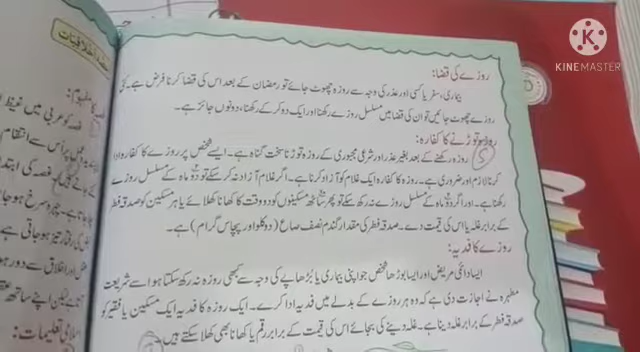 روزے کی قضا:
بیماری، سفر یا کسی اور عذر کی وجہ سے روزہ چھوٹ جائے تو رمضان کے بعد اس کی قضا کرنا فرض ہے۔ کئی
روزے چھوٹ جائیں تو ان کی قضا میں مسلسل روزے رکھنا اور ایک دو کر کے رکھنا، دونوں جائز ہے۔
روزہ توڑنے کا کفارہ:
روزہ رکھنے کے بعد بغیر عذر اور شرعی مجبوری کے روزہ توڑنا سخت گناہ ہے۔ ایسے شخص پر روزے کا کفارہ ادا
کرنا لازم اور ضروری ہے۔ روزہ کا کفارہ ایک غلام کو آزاد کرنا ہے۔ اگر غلام آزاد نہ کر سکے تو دو ماہ کے مسلسل روزے
رکھنا ہے۔ اور اگر دو ماہ کے مسلسل روزے نہ رکھ سکے تو پھر ساٹھ مسکینوں کو دو وقت کا کھانا کھلائے یا ہر مسکین کو صدقہ فطر
کے برابر غلہ یا اس کی قیمت دے۔ صدقہ فطر کی مقدار گندم نصف صاع (دو کلو اور پچاس گرام) ہے۔
روزے کا فدیہ:
ایسا دائمی مریض اور ایسا بوڑھا شخص جو اپنی بیماری یا بڑھاپے کی وجہ سے کبھی روزہ نہ رکھ سکتا ہو اسے شریعت
مطہرہ نے اجازت دی ہے کہ وہ ہر روزے کے بدلے میں فدیہ ادا کرے۔ ایک روزہ کا فدیہ ایک مسکین یا فقیر کو
صدقہ فطر کے برابر غلہ دینا ہے۔ غلہ دینے کی بجائے اس کی قیمت کے برابر رقم یا کھانا بھی کھلا سکتے ہیں۔
5
KINEMASTER